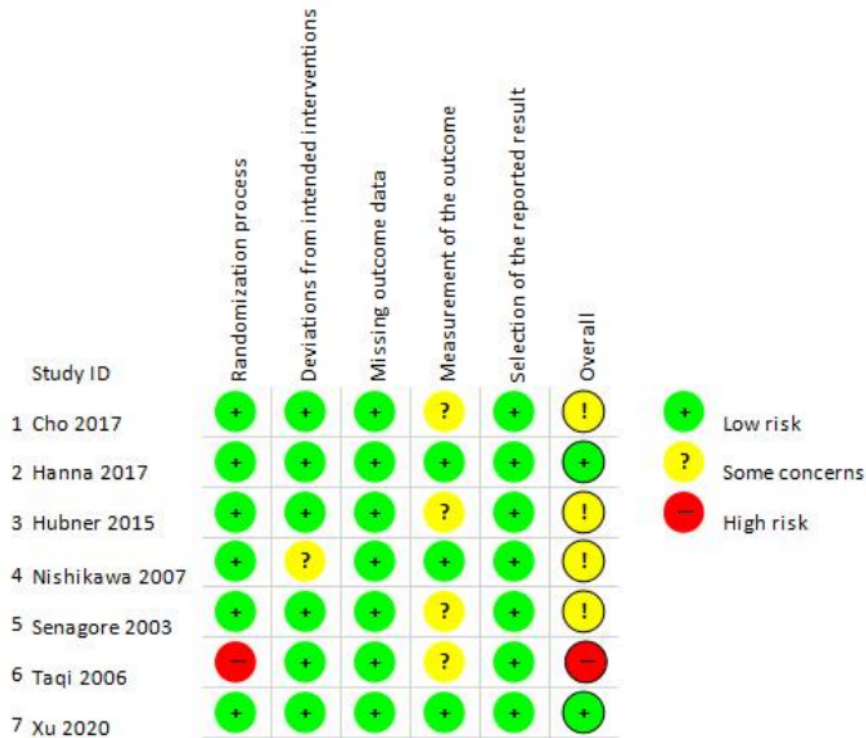 Randomization process
Deviations from intended interventions
Missing outcome data
Measurement of the outcome
Selection of the reported result
Overall
Study ID
1 Cho 2017 + + + ? + !
2 Hanna 2017 + + + + + +
3 Hubner 2015 + + + ? + !
4 Nishikawa 2007 + ? + + + !
5 Senagore 2003 + + + ? + !
6 Taqi 2006 − + + ? + −
7 Xu 2020 + + + + + +
+ Low risk
? Some concerns
− High risk